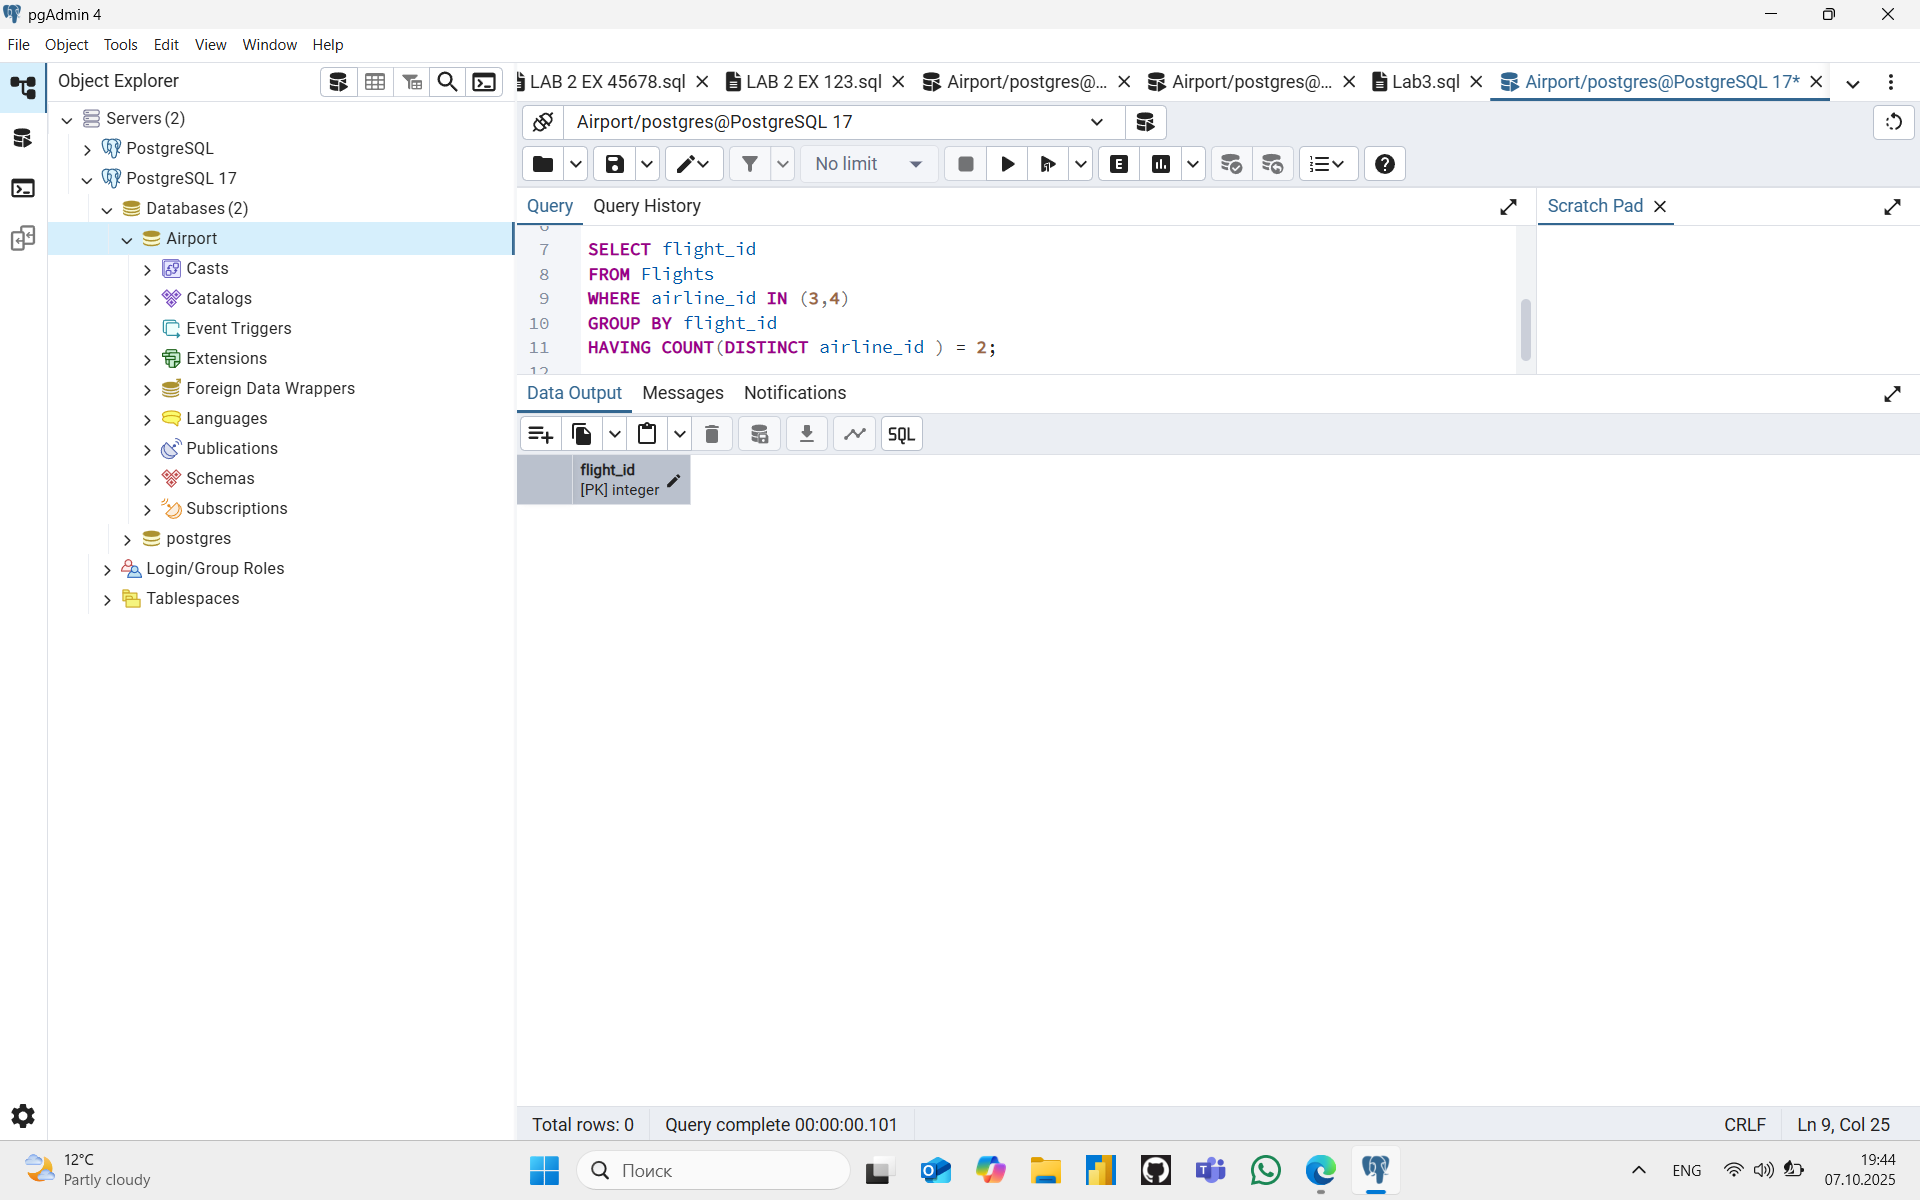 pgAdmin 4
File Object Tools Edit View Window Help
Object Explorer
LAB 2 EX 45678.sql LAB 2 EX 123.sql Airport/postgres@... Airport/postgres@... Lab3.sql Airport/postgres@PostgreSQL 17*
Servers (2)
PostgreSQL
PostgreSQL 17
Databases (2)
Airport
Casts
Catalogs
Event Triggers
Extensions
Foreign Data Wrappers
Languages
Publications
Schemas
Subscriptions
postgres
Login/Group Roles
Tablespaces
Airport/postgres@PostgreSQL 17
No limit
E
Query Query History
Scratch Pad
6
7 SELECT flight_id
8 FROM Flights
9 WHERE airline_id IN (3,4)
10 GROUP BY flight_id
11 HAVING COUNT(DISTINCT airline_id ) = 2;
12
Data Output Messages Notifications
SQL
flight_id
[PK] integer
Total rows: 0 Query complete 00:00:00.101 CRLF Ln 9, Col 25
12°C
Partly cloudy
Поиск
ENG
19:44
07.10.2025